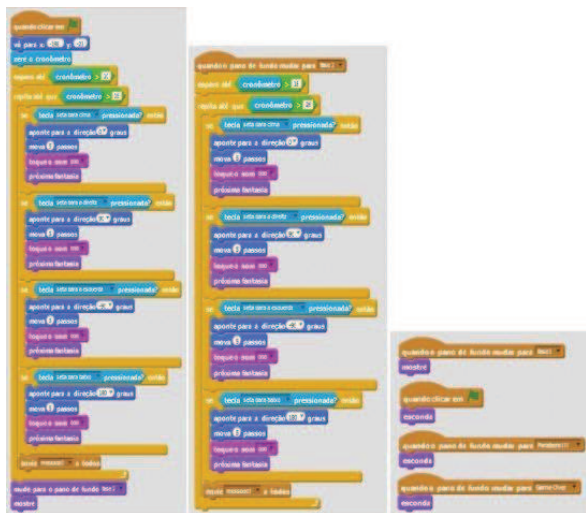 quando clicar em
vá para x: y:
zere o cronômetro
espere até cronômetro >
repita até que cronômetro >
se tecla seta para cima pressionada? então
aponte para a direção 0 graus
mova passos
toque o som
próxima fantasia
se tecla seta para a direita pressionada? então
aponte para a direção 90 graus
mova passos
toque o som
próxima fantasia
se tecla seta para a esquerda pressionada? então
aponte para a direção -90 graus
mova passos
toque o som
próxima fantasia
se tecla seta para baixo pressionada? então
aponte para a direção 180 graus
mova passos
toque o som
próxima fantasia
envie a todos
mude para o pano de fundo
mostre
quando o pano de fundo mudar para
espere até cronômetro >
repita até que cronômetro >
se tecla seta para cima pressionada? então
aponte para a direção 0 graus
mova passos
toque o som
próxima fantasia
se tecla seta para a direita pressionada? então
aponte para a direção 90 graus
mova passos
toque o som
próxima fantasia
se tecla seta para a esquerda pressionada? então
aponte para a direção -90 graus
mova passos
toque o som
próxima fantasia
se tecla seta para baixo pressionada? então
aponte para a direção 180 graus
mova passos
toque o som
próxima fantasia
envie a todos
quando o pano de fundo mudar para
mostre
quando clicar em
esconda
quando o pano de fundo mudar para
esconda
quando o pano de fundo mudar para Game Over
esconda